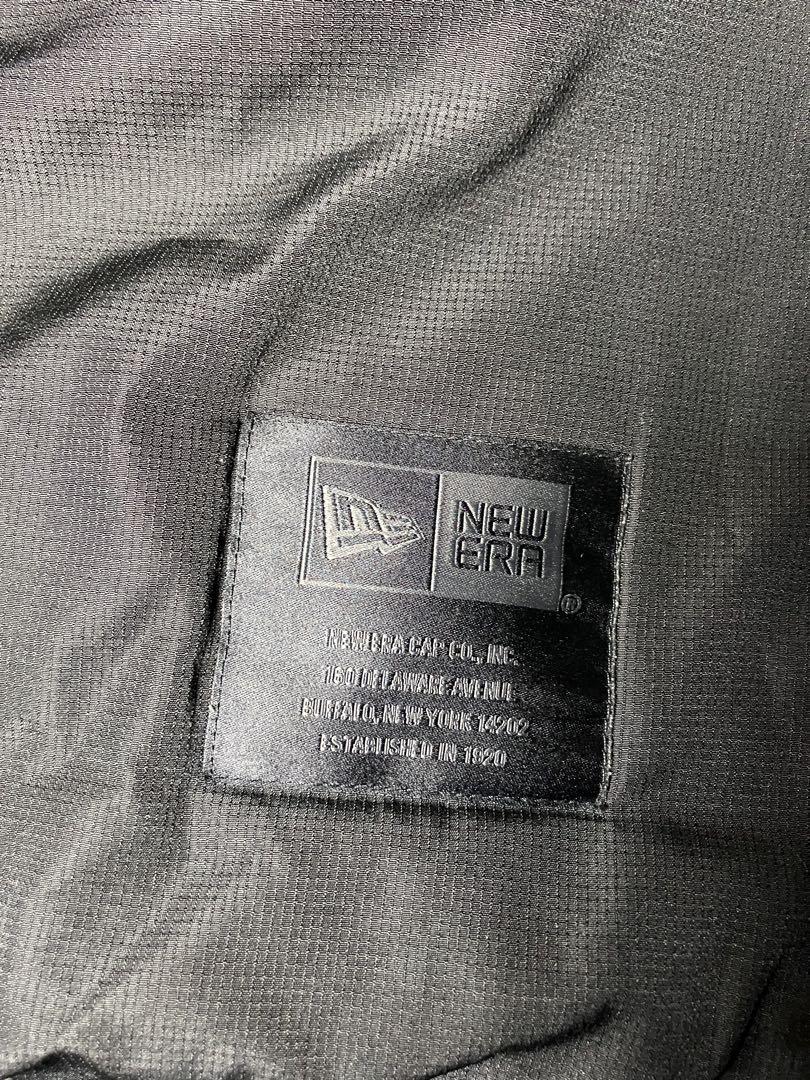 NEW
ERA
®
NEW ERA CAP CO., INC.
160 DELAWARE AVENUE
BUFFALO, NEW YORK 14202
ESTABLISHED IN 1920